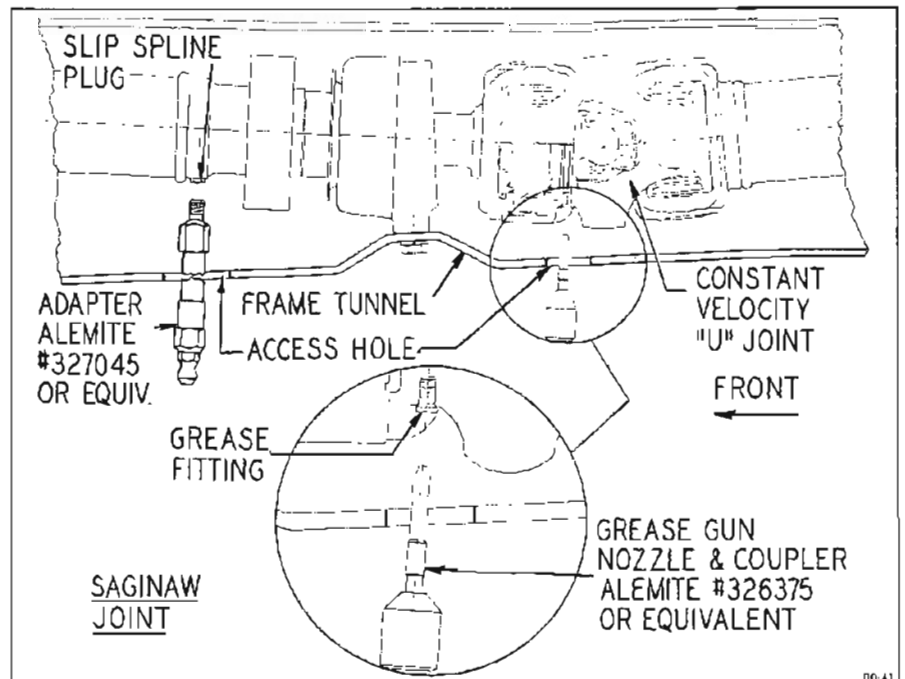 SLIP SPLINE
PLUG
ADAPTER
ALEMITE
#327045
OR EQUIV.
FRAME TUNNEL
ACCESS HOLE
CONSTANT
VELOCITY
"U" JOINT
FRONT
GREASE
FITTING
GREASE GUN
NOZZLE & COUPLER
ALEMITE #326375
OR EQUIVALENT
SAGINAW
JOINT